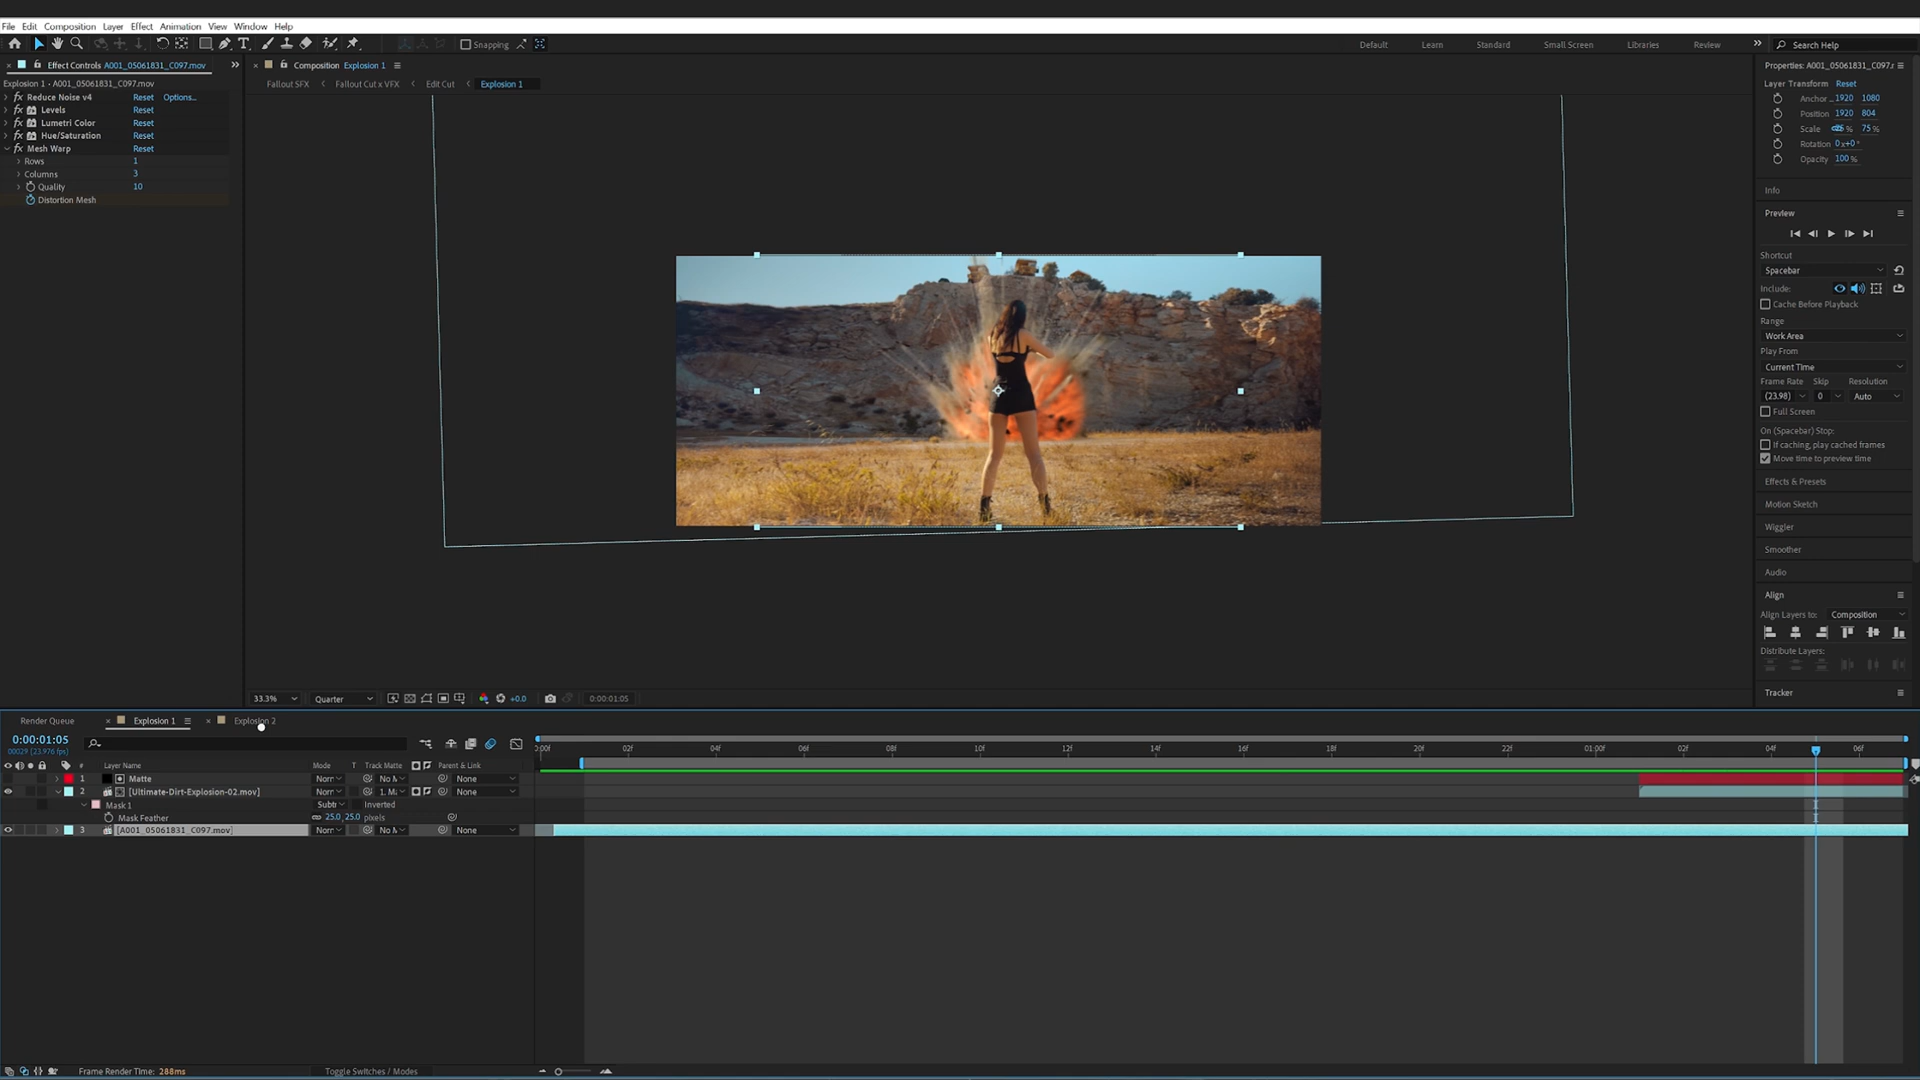 File Edit Composition Layer Effect Animation View Window Help
Snapping
Default Learn Standard Small Screen Libraries Review Search Help
Effect Controls A001_05061831_C097.mov
Composition Explosion 1
Properties: A001_05061831_C097.r
Explosion 1 • A001_05061831_C097.mov
Fallout SFX Fallout Cut x VFX Edit Cut Explosion 1
Reduce Noise v4 Reset Options...
Levels Reset
Lumetri Color Reset
Hue/Saturation Reset
Mesh Warp Reset
Rows 1
Columns 3
Quality 10
Distortion Mesh
Layer Transform Reset
Anchor .. 1920 1080
Position 1920 804
Scale % 75 %
Rotation 0x+0°
Opacity 100 %
Info
Preview
Shortcut
Spacebar
Include:
Cache Before Playback
Range
Work Area
Play From
Current Time
Frame Rate Skip Resolution
(23.98) 0 Auto
Full Screen
On (Spacebar) Stop:
If caching, play cached frames
Move time to preview time
Effects & Presets
Motion Sketch
Wiggler
Smoother
Audio
Align
Align Layers to: Composition
Distribute Layers:
Tracker
33.3% Quarter +0.0 0:00:01:05
Render Queue Explosion 1 Explosion 2
0:00:01:05
00029 (23.976 fps)
0:00f 02f 04f 06f 08f 10f 12f 14f 16f 18f 20f 22f 01:00f 02f 04f 06f
# Layer Name Mode T Track Matte Parent & Link
1 Matte Norr No M None
2 [Ultimate-Dirt-Explosion-02.mov] Norr 1. M None
Mask 1 Subtr Inverted
Mask Feather 25.0, 25.0 pixels
3 [A001_05061831_C097.mov] Norr No M None
Frame Render Time: 288ms Toggle Switches / Modes